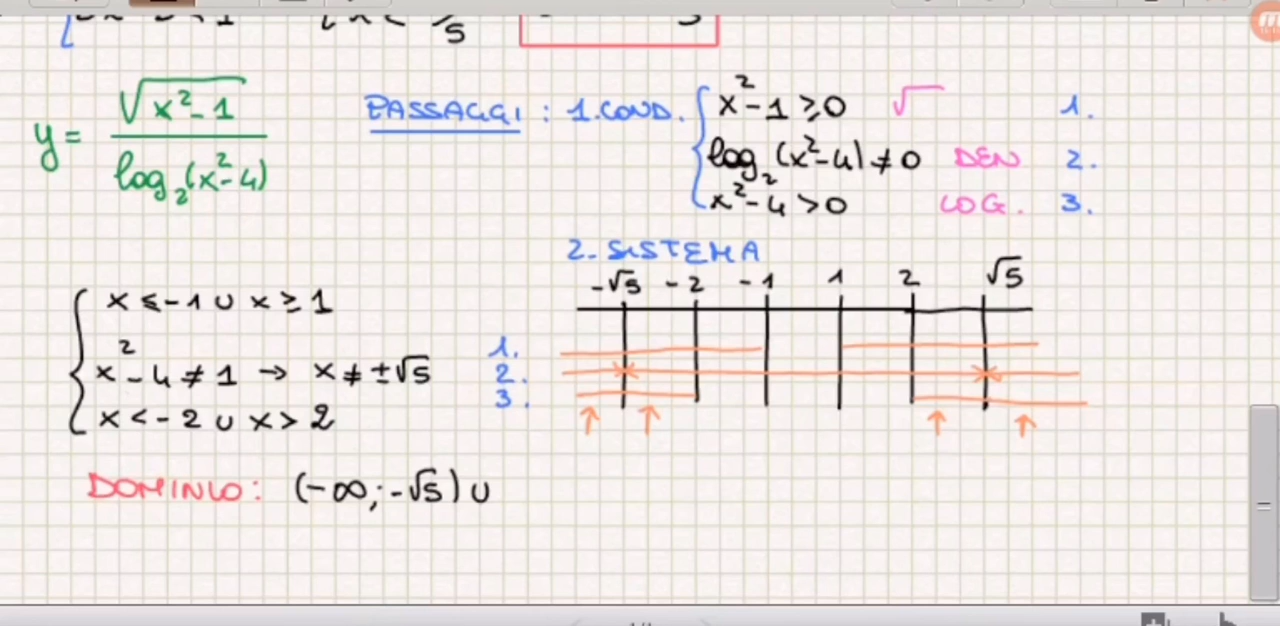 y = √(x²-1) / log₂(x²-4)
PASSAGGI : 1. COND. { x²-1 ≥ 0 √ 1.
log₂(x²-4) ≠ 0 DEN 2.
x²-4 > 0 LOG. 3.
2. SISTEMA
-√5 -2 -1 1 2 √5
{ x ≤ -1 ∪ x ≥ 1
x²-4 ≠ 1 → x ≠ ±√5
x < -2 ∪ x > 2
1.
2.
3.
DOMINIO: (-∞; -√5) ∪